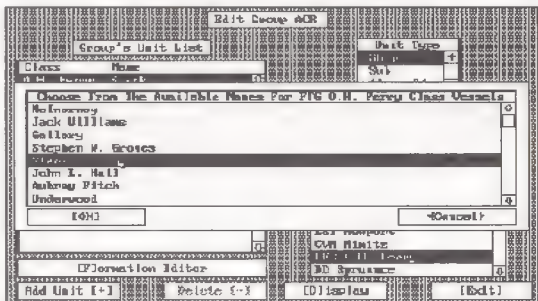 Edit Group AGR
Group's Unit List
Unit Type
Class Name
Ship
Sub
Choose From The Available Names For FFG O.H. Perry Class Vessels
McInerney
Jack Williams
Gallery
Stephen W. Groves
John L. Hall
Aubrey Fitch
Underwood
[OK]
<Cancel>
CVN Nimitz
DD Spruance
[F]ormation Editor
Add Unit [+]
Delete [-]
[D]isplay
[Exit]